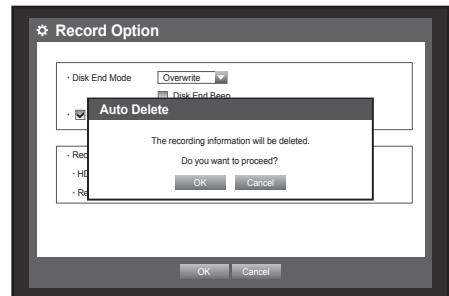 Record Option
· Disk End Mode Overwrite
Disk End Beep
Auto Delete
The recording information will be deleted.
Do you want to proceed?
OK Cancel
· Rec
· HD
· Re
OK Cancel